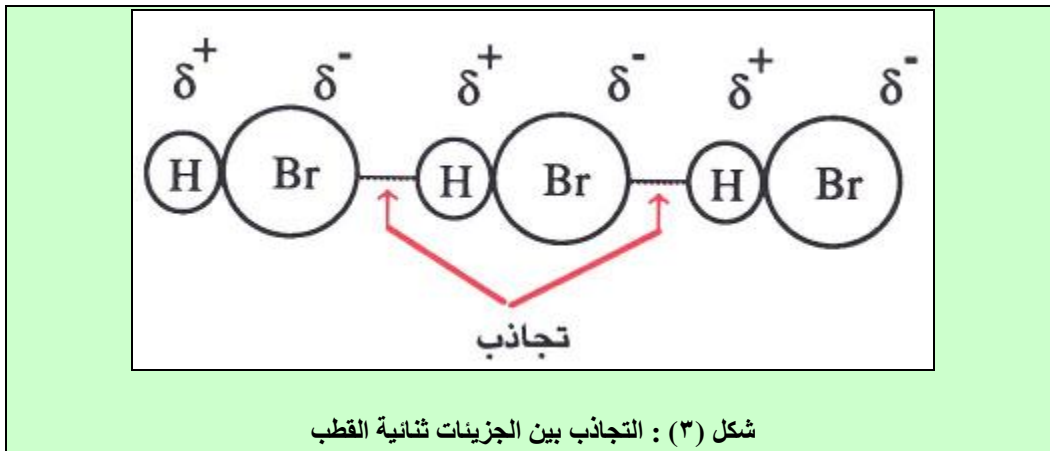 δ+ δ- δ+ δ- δ+ δ-
H Br H Br H Br
تجاذب
شكل (٣) : التجاذب بين الجزيئات ثنائية القطب